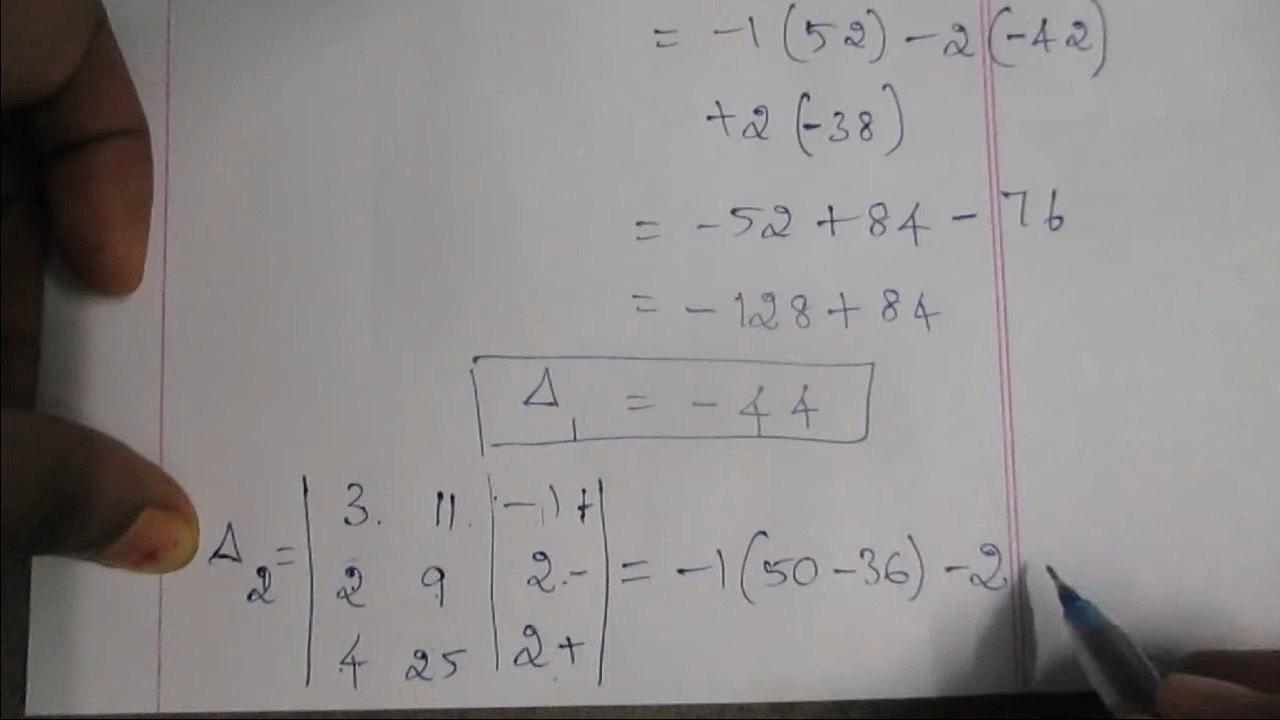 = -1 (52) - 2 (-42)
+2 (-38)
= -52 + 84 - 76
= -128 + 84
Δ1 = -44
3. 11. -1 +
Δ2 = 2 9 2 - = -1 (50 - 36) - 2
4 25 2 +